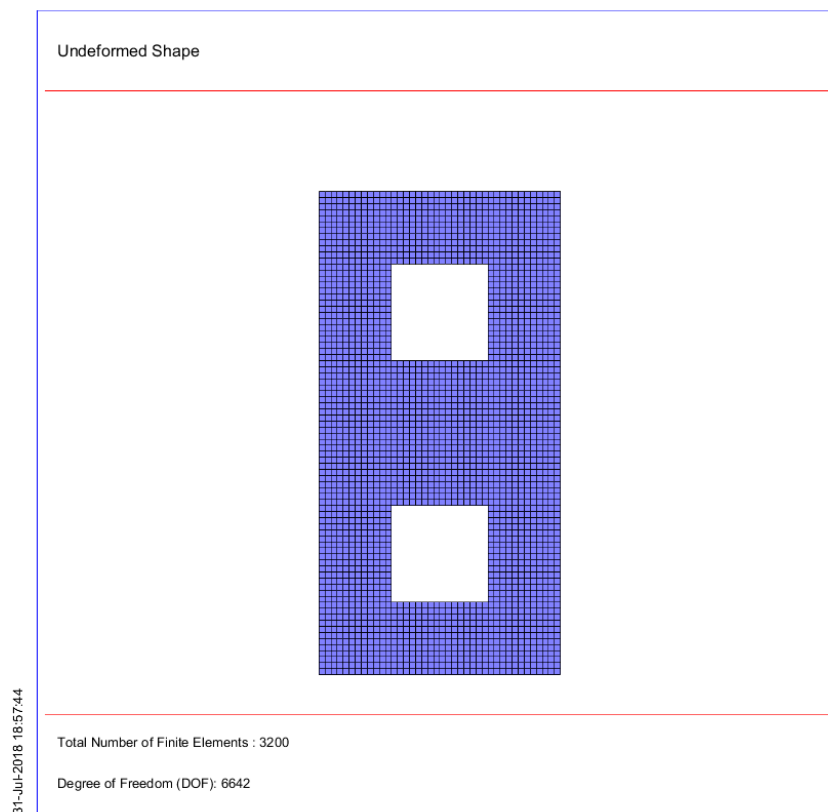 Undeformed Shape
Total Number of Finite Elements : 3200
Degree of Freedom (DOF): 6642
31-Jul-2018 18:57:44